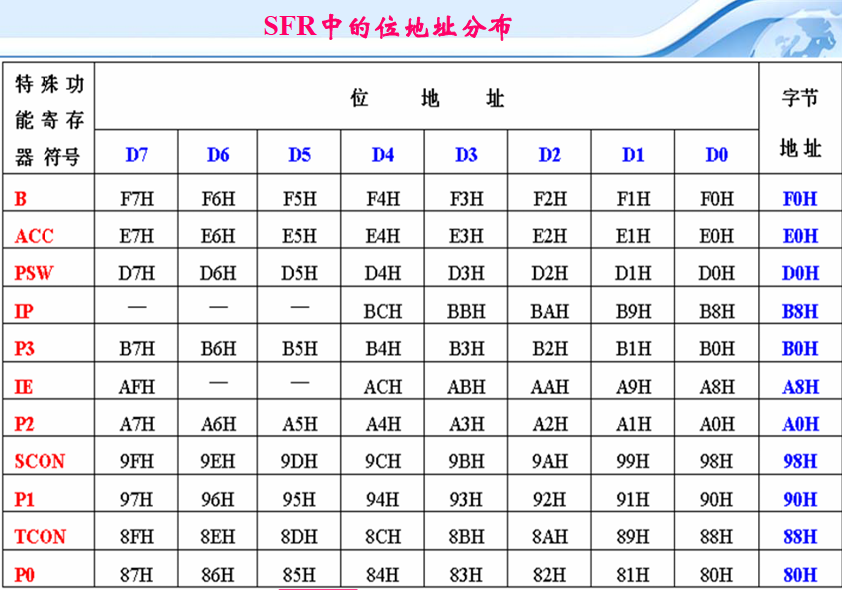 SFR中的位地址分布
特殊功能寄存器 符号 位 地 址 字节地址
D7 D6 D5 D4 D3 D2 D1 D0
B F7H F6H F5H F4H F3H F2H F1H F0H F0H
ACC E7H E6H E5H E4H E3H E2H E1H E0H E0H
PSW D7H D6H D5H D4H D3H D2H D1H D0H D0H
IP — — — BCH BBH BAH B9H B8H B8H
P3 B7H B6H B5H B4H B3H B2H B1H B0H B0H
IE AFH — — ACH ABH AAH A9H A8H A8H
P2 A7H A6H A5H A4H A3H A2H A1H A0H A0H
SCON 9FH 9EH 9DH 9CH 9BH 9AH 99H 98H 98H
P1 97H 96H 95H 94H 93H 92H 91H 90H 90H
TCON 8FH 8EH 8DH 8CH 8BH 8AH 89H 88H 88H
P0 87H 86H 85H 84H 83H 82H 81H 80H 80H